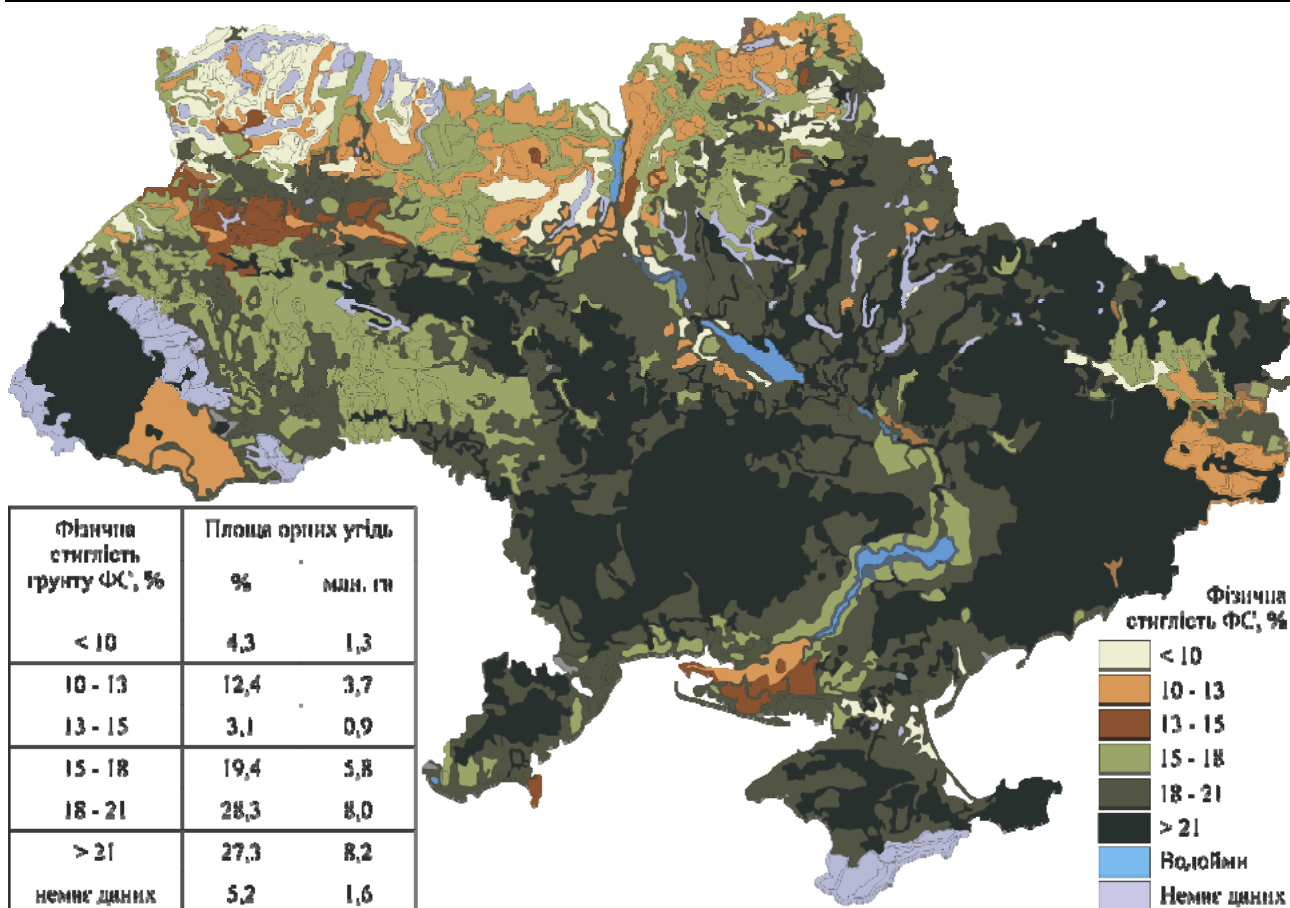 Фізична
стиглість
ґрунту ФС, %
Площа орних угідь
% млн. га
< 10 4,3 1,3
10 - 13 12,4 3,7
13 - 15 3,1 0,9
15 - 18 19,4 5,8
18 - 21 28,3 8,0
> 21 27,3 8,2
немає даних 5,2 1,6
Фізична
стиглість ФС, %
< 10
10 - 13
13 - 15
15 - 18
18 - 21
> 21
Водойми
Немає даних